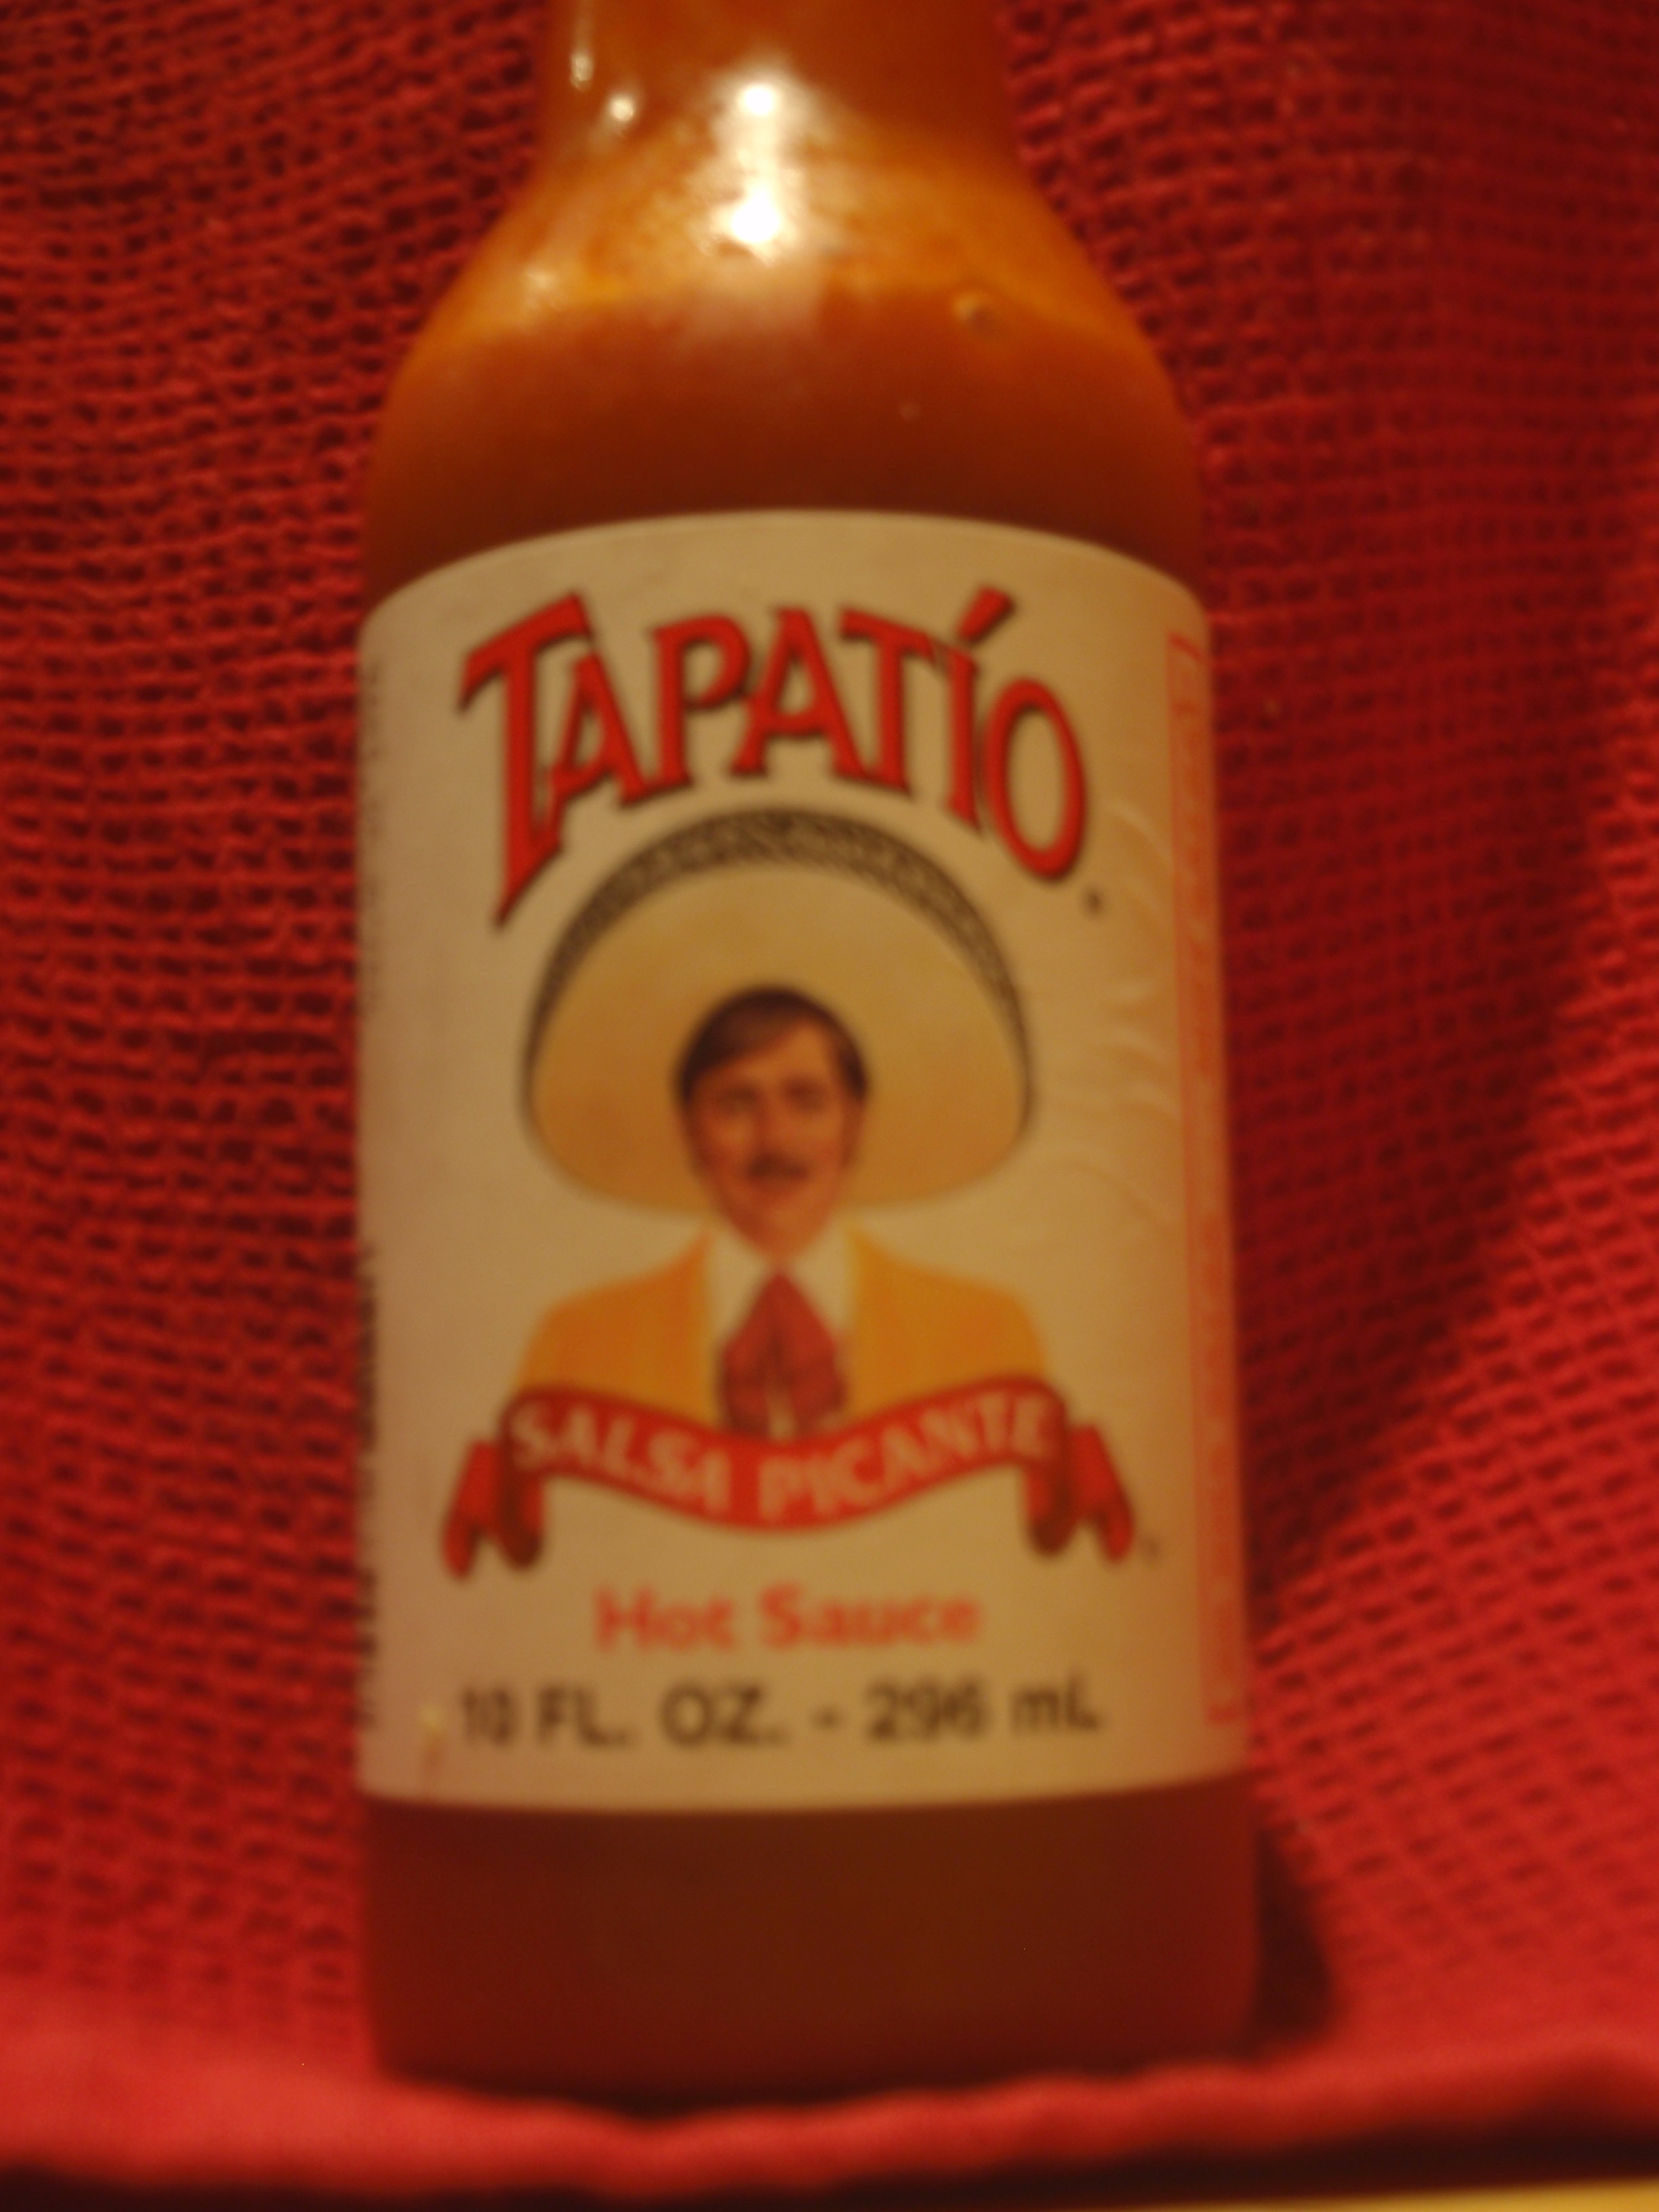 TAPATÍO
SALSA PICANTE
Hot Sauce
10 FL. OZ. - 296 mL